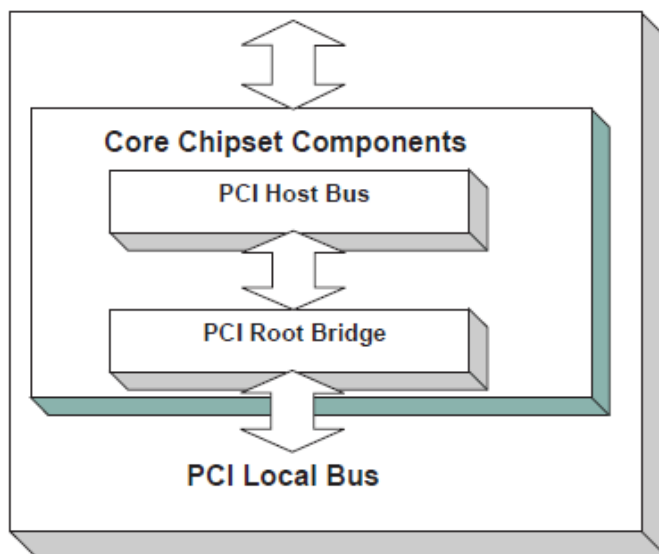 Core Chipset Components
PCI Host Bus
PCI Root Bridge
PCI Local Bus